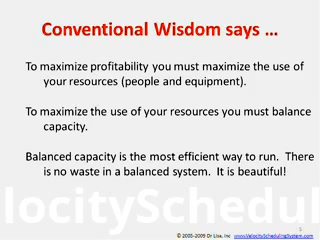 Conventional Wisdom says …
To maximize profitability you must maximize the use of
your resources (people and equipment).
To maximize the use of your resources you must balance
capacity.
Balanced capacity is the most efficient way to run.  There
is no waste in a balanced system.  It is beautiful!
locitySchedul
3
© 2005-2009 Dr Lisa, Inc  www.VelocitySchedulingSystem.com